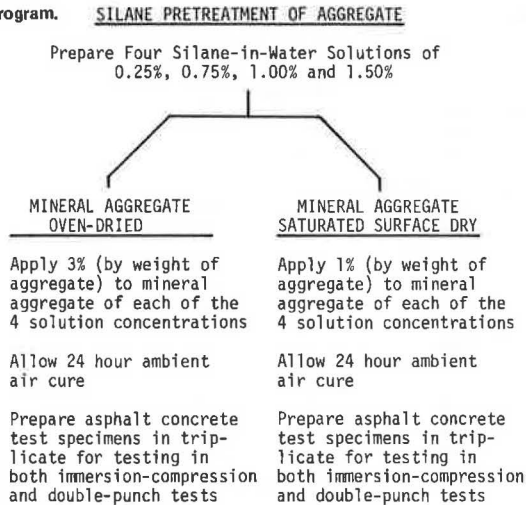 rogram. SILANE PRETREATMENT OF AGGREGATE
Prepare Four Silane-in-Water Solutions of
0.25%, 0.75%, 1.00% and 1.50%
MINERAL AGGREGATE
OVEN-DRIED
Apply 3% (by weight of
aggregate) to mineral
aggregate of each of the
4 solution concentrations
Allow 24 hour ambient
air cure
Prepare asphalt concrete
test specimens in trip-
licate for testing in
both immersion-compression
and double-punch tests
MINERAL AGGREGATE
SATURATED SURFACE DRY
Apply 1% (by weight of
aggregate) to mineral
aggregate of each of the
4 solution concentrations
Allow 24 hour ambient
air cure
Prepare asphalt concrete
test specimens in trip-
licate for testing in
both immersion-compression
and double-punch tests